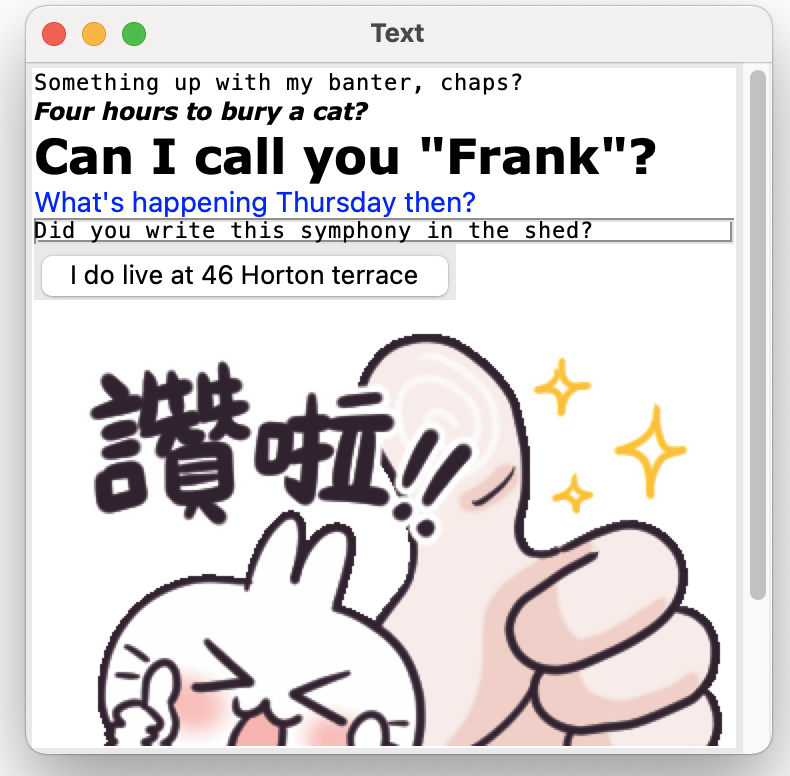 Text
Something up with my banter, chaps?
Four hours to bury a cat?
Can I call you "Frank"?
What's happening Thursday then?
Did you write this symphony in the shed?
I do live at 46 Horton terrace
讚啦!!